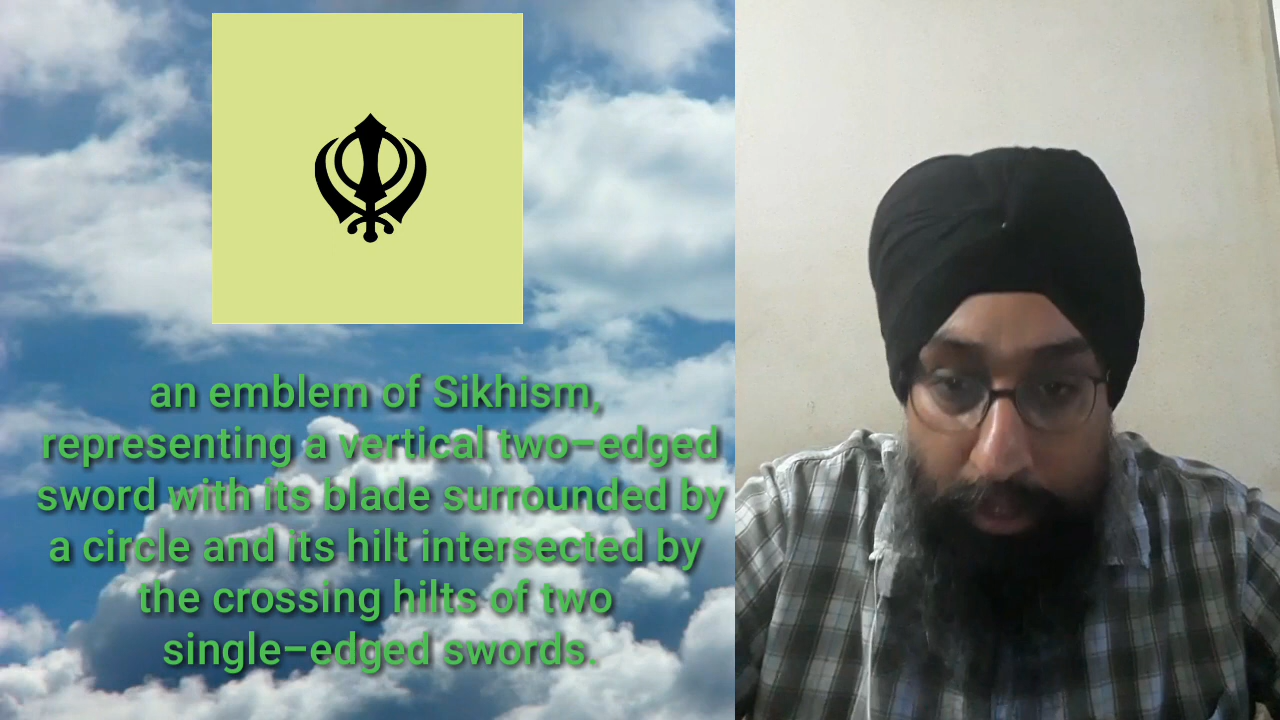 an emblem of Sikhism,
representing a vertical two–edged
sword with its blade surrounded by
a circle and its hilt intersected by
the crossing hilts of two
single–edged swords.